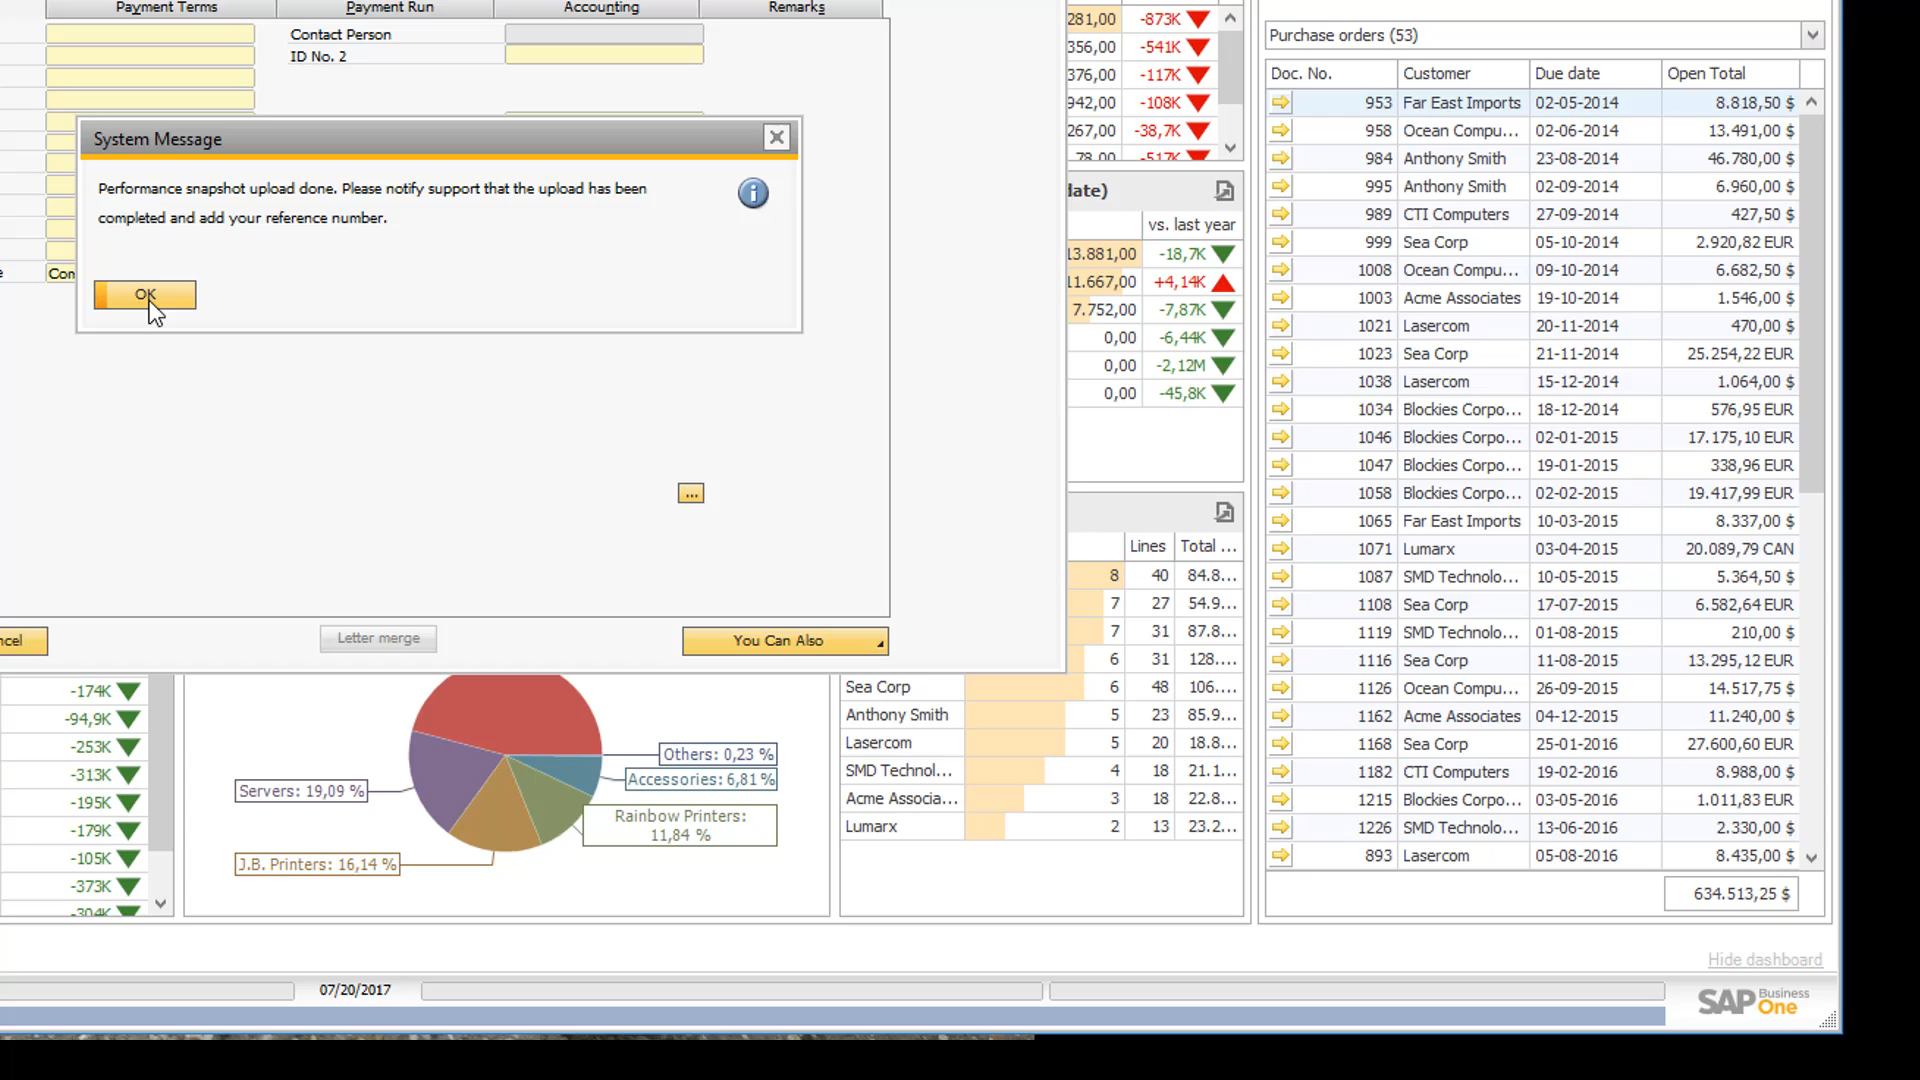 Payment Terms Payment Run Accounting Remarks
Contact Person
ID No. 2
System Message
Performance snapshot upload done. Please notify support that the upload has been
completed and add your reference number.
OK
Con
...
ncel Letter merge You Can Also
281,00 -873K
356,00 -541K
376,00 -117K
942,00 -108K
267,00 -38,7K
78,00 -517K
date)
vs. last year
13.881,00 -18,7K
11.667,00 +4,14K
7.752,00 -7,87K
0,00 -6,44K
0,00 -2,12M
0,00 -45,8K
Lines Total ...
8 40 84.8...
7 27 54.9...
7 31 87.8...
6 31 128....
Sea Corp 6 48 106....
Anthony Smith 5 23 85.9...
Lasercom 5 20 18.8...
SMD Technol... 4 18 21.1...
Acme Associa... 3 18 22.8...
Lumarx 2 13 23.2...
-174K
-94,9K
-253K
-313K
-195K
-179K
-105K
-373K
-304K
Others: 0,23 %
Accessories: 6,81 %
Servers: 19,09 %
Rainbow Printers:
11,84 %
J.B. Printers: 16,14 %
Purchase orders (53)
Doc. No. Customer Due date Open Total
953 Far East Imports 02-05-2014 8.818,50 $
958 Ocean Compu... 02-06-2014 13.491,00 $
984 Anthony Smith 23-08-2014 46.780,00 $
995 Anthony Smith 02-09-2014 6.960,00 $
989 CTI Computers 27-09-2014 427,50 $
999 Sea Corp 05-10-2014 2.920,82 EUR
1008 Ocean Compu... 09-10-2014 6.682,50 $
1003 Acme Associates 19-10-2014 1.546,00 $
1021 Lasercom 20-11-2014 470,00 $
1023 Sea Corp 21-11-2014 25.254,22 EUR
1038 Lasercom 15-12-2014 1.064,00 $
1034 Blockies Corpo... 18-12-2014 576,95 EUR
1046 Blockies Corpo... 02-01-2015 17.175,10 EUR
1047 Blockies Corpo... 19-01-2015 338,96 EUR
1058 Blockies Corpo... 02-02-2015 19.417,99 EUR
1065 Far East Imports 10-03-2015 8.337,00 $
1071 Lumarx 03-04-2015 20.089,79 CAN
1087 SMD Technolo... 10-05-2015 5.364,50 $
1108 Sea Corp 17-07-2015 6.582,64 EUR
1119 SMD Technolo... 01-08-2015 210,00 $
1116 Sea Corp 11-08-2015 13.295,12 EUR
1126 Ocean Compu... 26-09-2015 14.517,75 $
1162 Acme Associates 04-12-2015 11.240,00 $
1168 Sea Corp 25-01-2016 27.600,60 EUR
1182 CTI Computers 19-02-2016 8.988,00 $
1215 Blockies Corpo... 03-05-2016 1.011,83 EUR
1226 SMD Technolo... 13-06-2016 2.330,00 $
893 Lasercom 05-08-2016 8.435,00 $
634.513,25 $
Hide dashboard
07/20/2017
SAP Business One